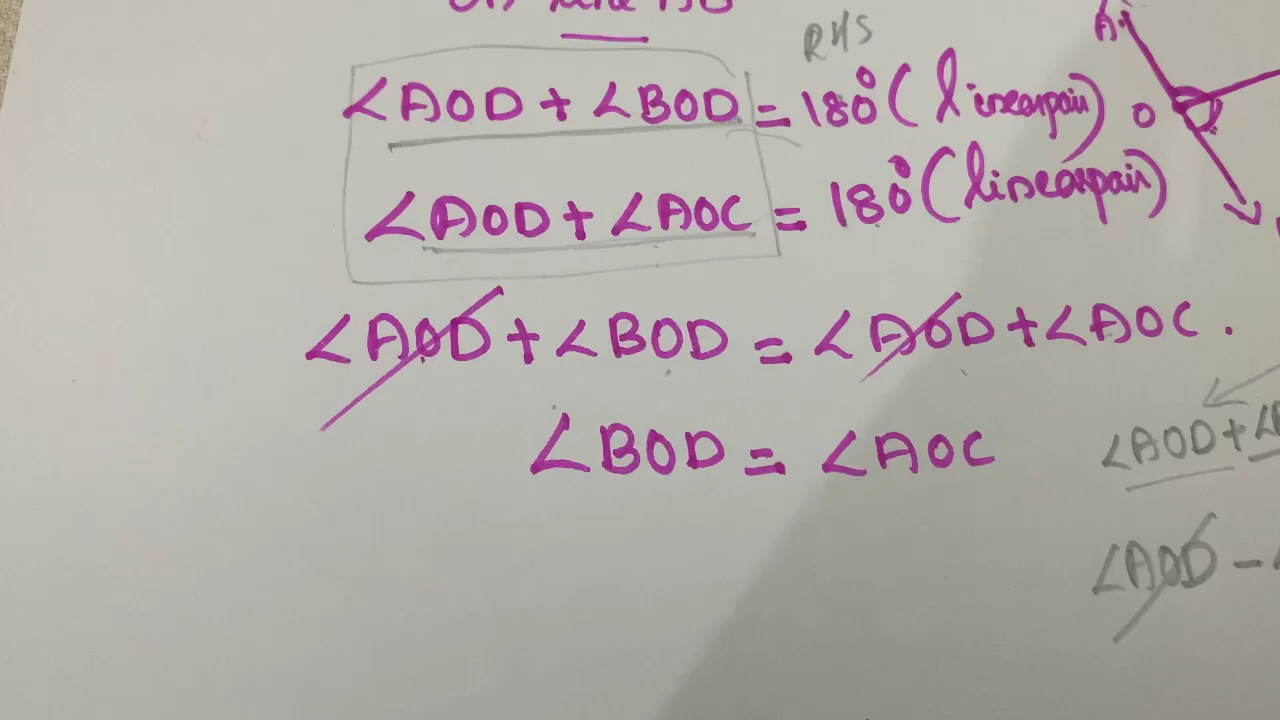 RHS
∠AOD + ∠BOD = 180° (linearpair)
∠AOD + ∠AOC = 180° (linearpair)
A
O
∠AOD + ∠BOD = ∠AOD + ∠AOC.
∠BOD = ∠AOC
∠AOD + ∠
∠AOD - ∠